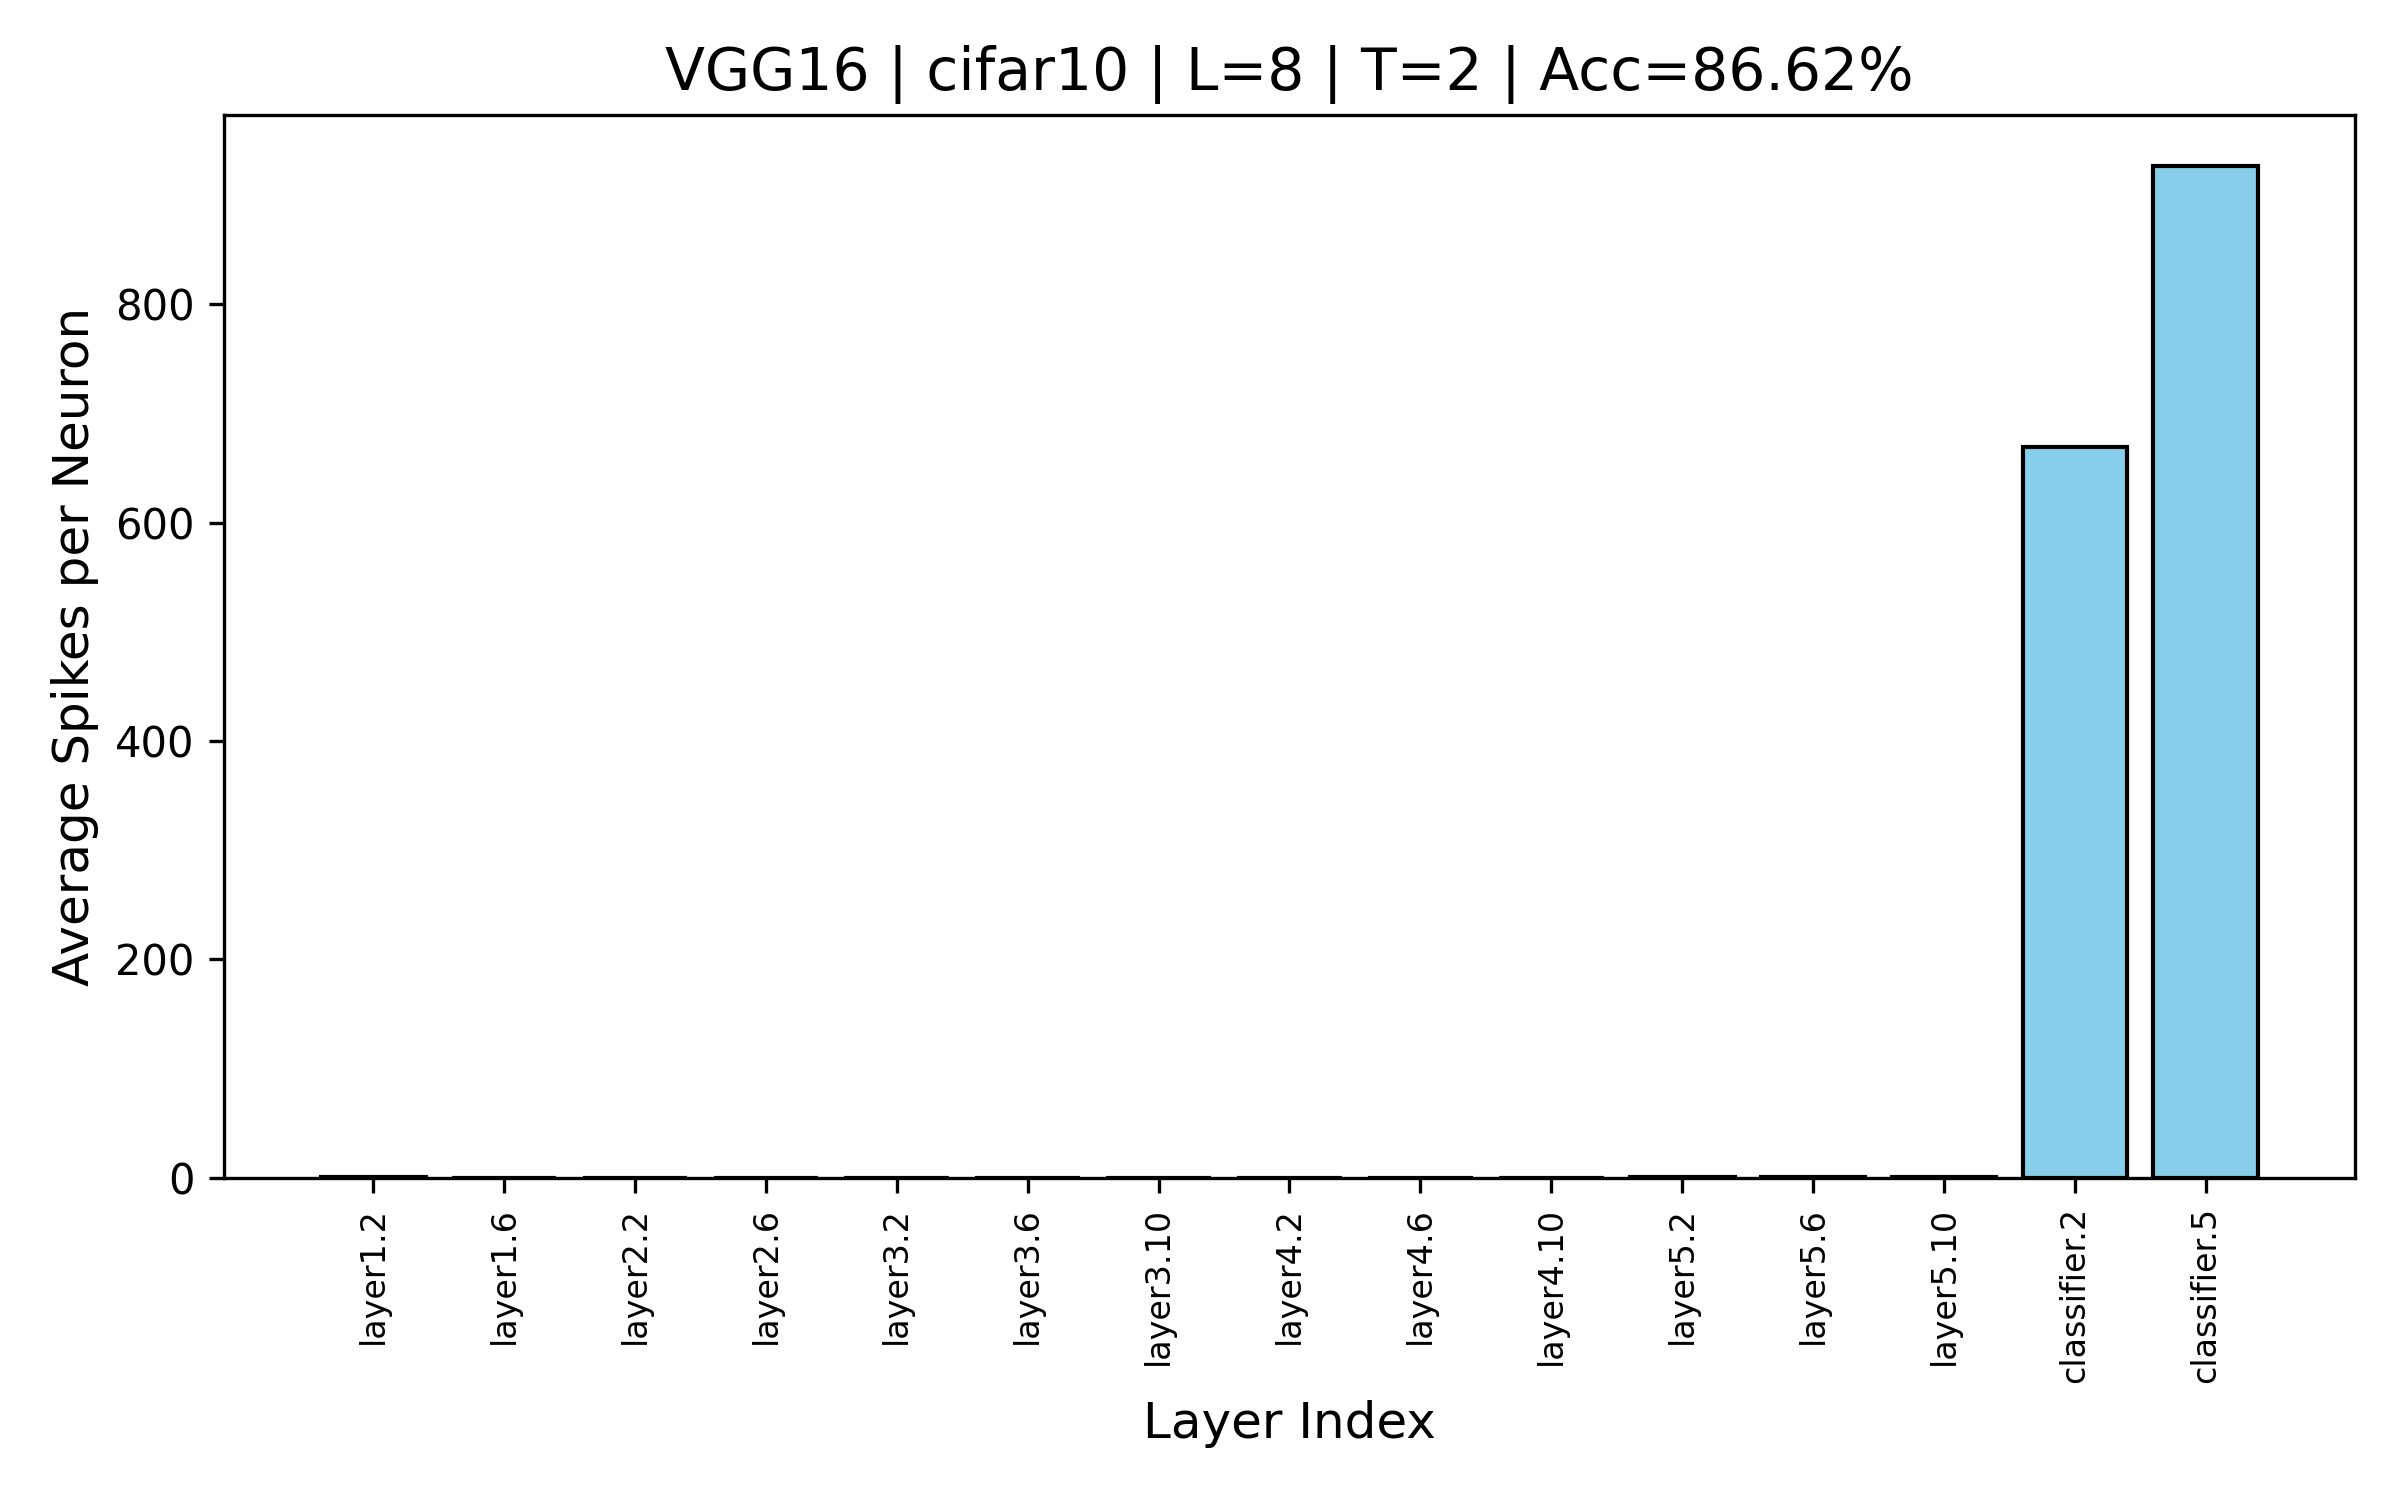 VGG16 | cifar10 | L=8 | T=2 | Acc=86.62%
Average Spikes per Neuron
800
600
400
200
0
layer1.2
layer1.6
layer2.2
layer2.6
layer3.2
layer3.6
layer3.10
layer4.2
layer4.6
layer4.10
layer5.2
layer5.6
layer5.10
classifier.2
classifier.5
Layer Index